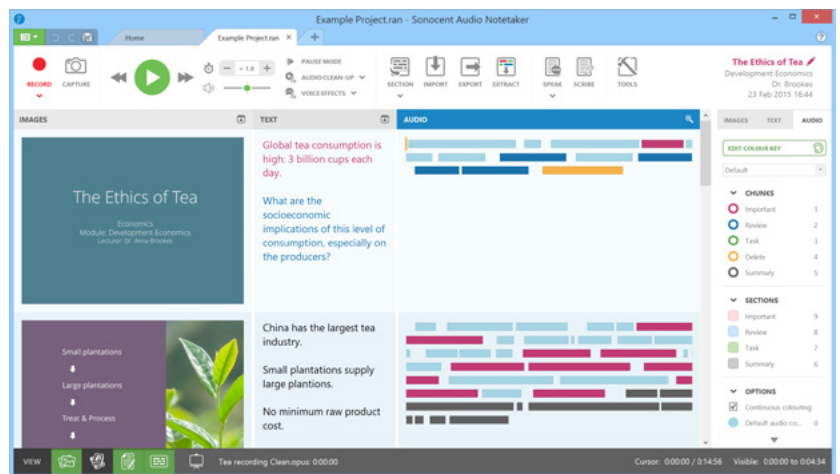 Example Project.ran - Sonocent Audio Notetaker
Home
Example Project.ran
RECORD
CAPTURE
- × 1.0 +
PAUSE MODE
AUDIO CLEAN-UP
VOICE EFFECTS
SECTION
IMPORT
EXPORT
EXTRACT
SPEAK
SCRIBE
TOOLS
The Ethics of Tea
Development Economics
Dr. Brookes
23 Feb 2015 16:44
IMAGES
TEXT
AUDIO
IMAGES TEXT AUDIO
The Ethics of Tea
Economics
Module: Development Economics
Lecturer: Dr. Anna Brookes
Global tea consumption is
high: 3 billion cups each
day.
What are the
socioeconomic
implications of this level of
consumption, especially on
the producers?
Small plantations
Large plantations
Treat & Process
China has the largest tea
industry.
Small plantations supply
large plantions.
No minimum raw product
cost.
EDIT COLOUR KEY
Default
CHUNKS
Important 1
Review 2
Task 3
Delete 4
Summary 5
SECTIONS
Important 9
Review 8
Task 7
Summary 6
OPTIONS
Continuous colouring
Default audio co... 0
VIEW
Tea recording Clean.opus: 0:00:00
Cursor: 0:00:00 / 0:14:56
Visible: 0:00:00 to 0:04:34